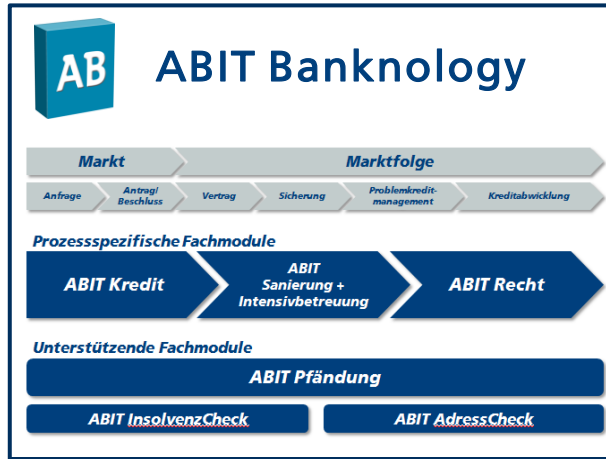 AB
ABIT Banknology
Markt
Marktfolge
Anfrage
Antrag/
Beschluss
Vertrag
Sicherung
Problemkredit-
management
Kreditabwicklung
Prozessspezifische Fachmodule
ABIT Kredit
ABIT
Sanierung +
Intensivbetreuung
ABIT Recht
Unterstützende Fachmodule
ABIT Pfändung
ABIT InsolvenzCheck
ABIT AdressCheck